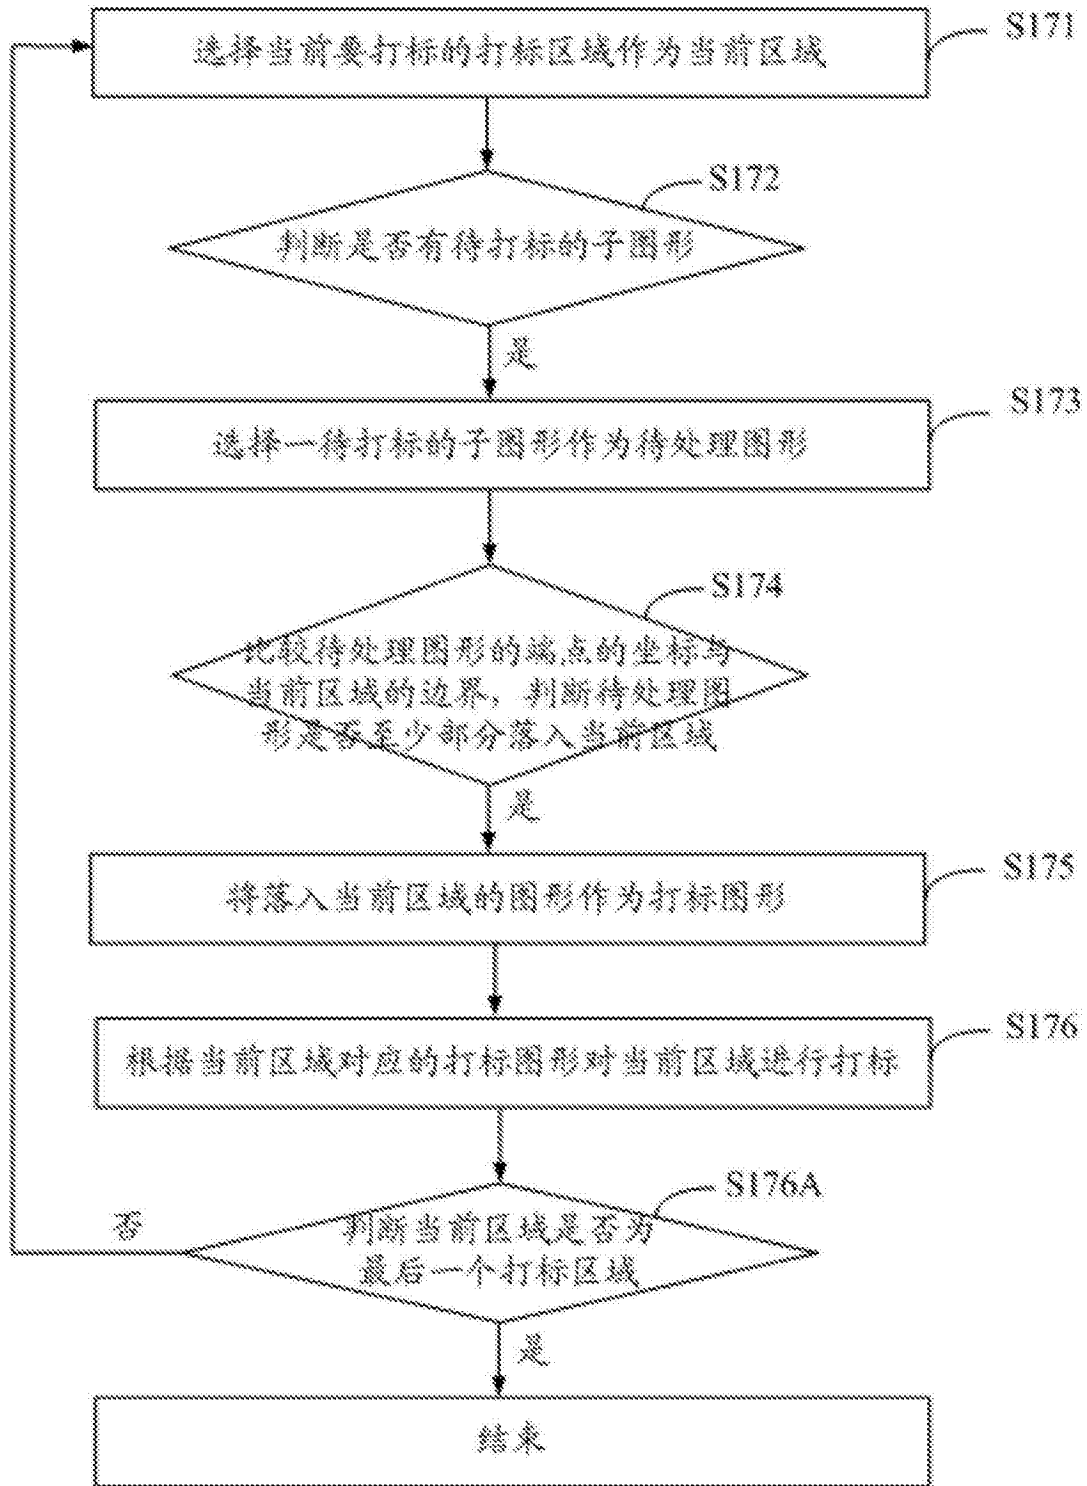 S171
选择当前要打标的打标区域作为当前区域
S172
判断是否有待打标的子图形
是
S173
选择一待打标的子图形作为待处理图形
S174
比较待处理图形的端点的坐标与
当前区域的边界，判断待处理图
形是否至少部分落入当前区域
是
S175
将落入当前区域的图形作为打标图形
S176
根据当前区域对应的打标图形对当前区域进行打标
S176A
否
判断当前区域是否为
最后一个打标区域
是
结束